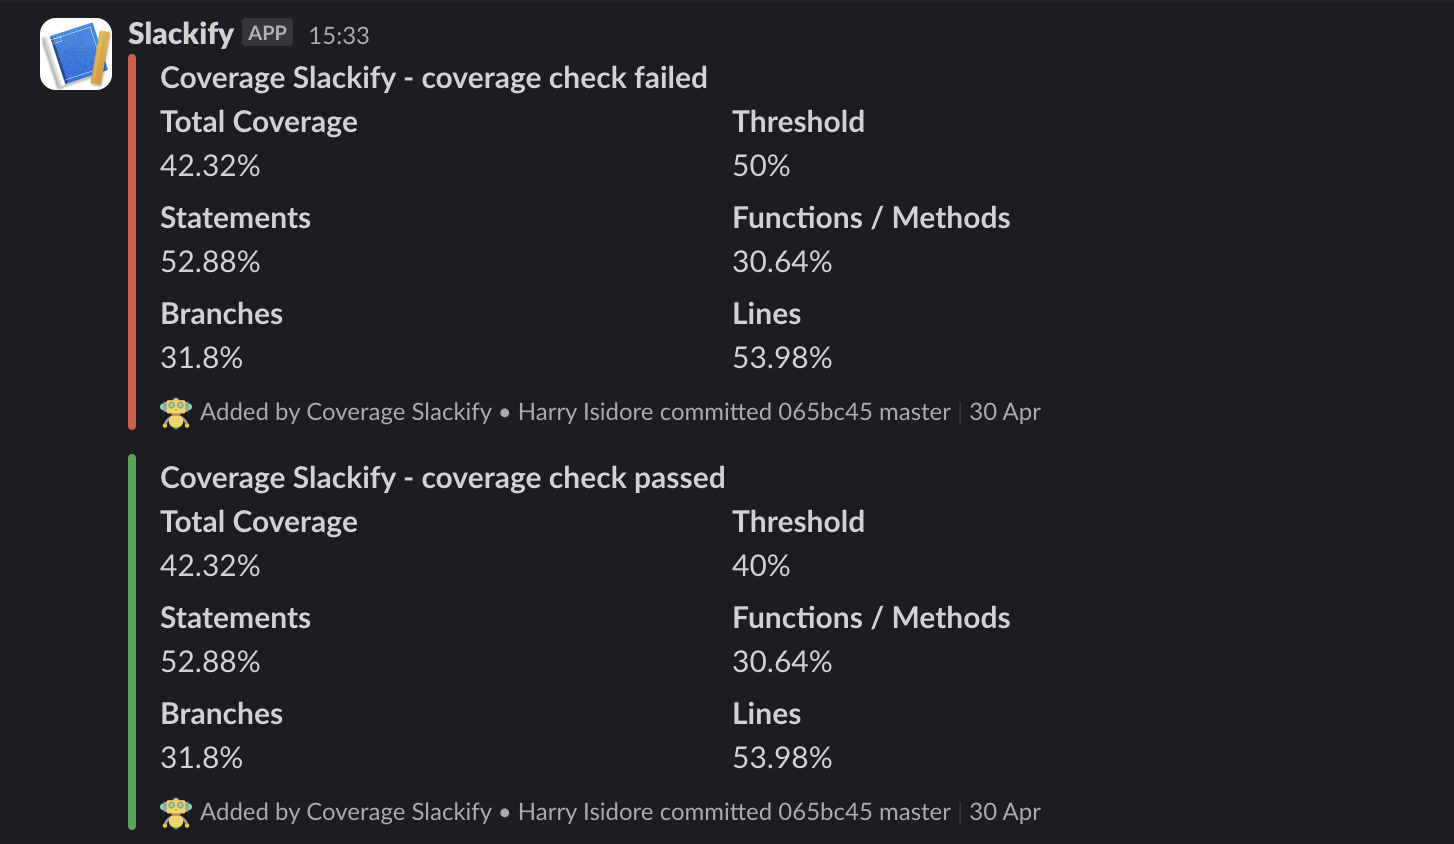 Slackify APP 15:33
Coverage Slackify - coverage check failed
Total Coverage Threshold
42.32% 50%
Statements Functions / Methods
52.88% 30.64%
Branches Lines
31.8% 53.98%
Added by Coverage Slackify • Harry Isidore committed 065bc45 master | 30 Apr
Coverage Slackify - coverage check passed
Total Coverage Threshold
42.32% 40%
Statements Functions / Methods
52.88% 30.64%
Branches Lines
31.8% 53.98%
Added by Coverage Slackify • Harry Isidore committed 065bc45 master | 30 Apr